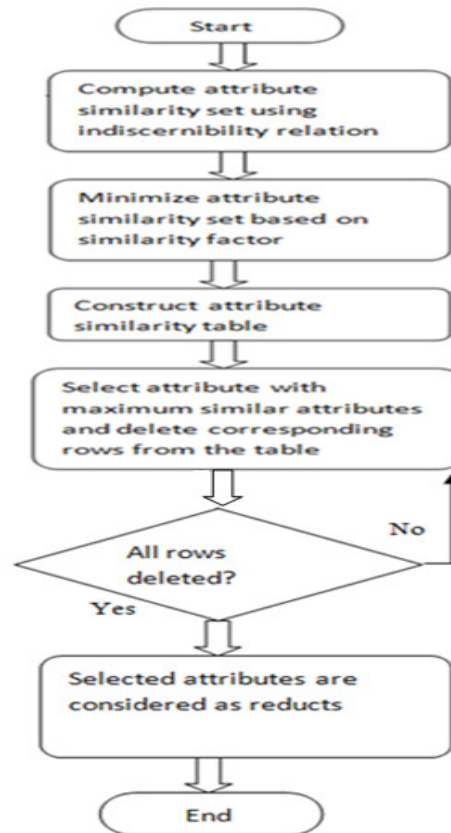 Start
Compute attribute
similarity set using
indiscernibility relation
Minimize attribute
similarity set based on
similarity factor
Construct attribute
similarity table
Select attribute with
maximum similar attributes
and delete corresponding
rows from the table
No
All rows
deleted?
Yes
Selected attributes are
considered as reducts
End